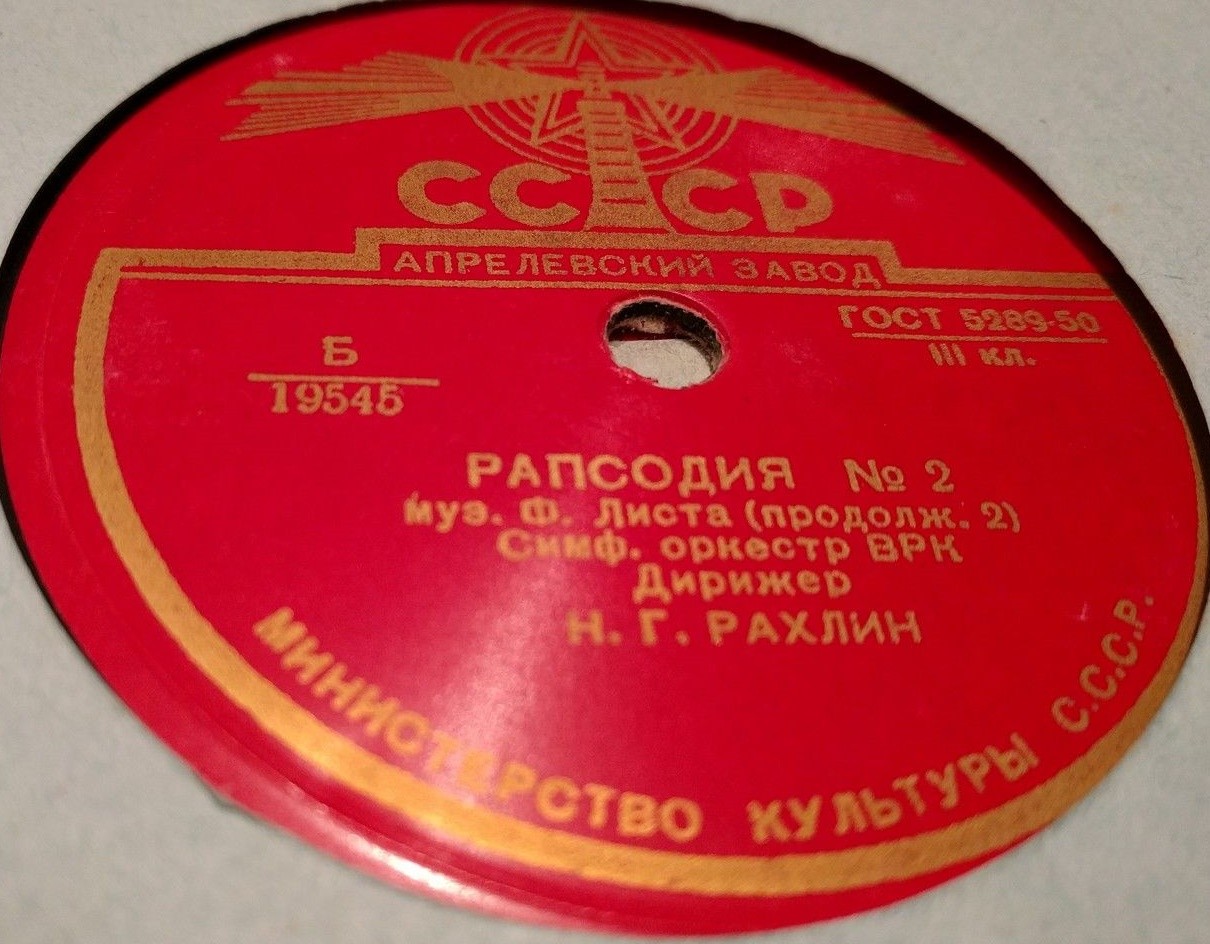 СССР
АПРЕЛЕВСКИЙ ЗАВОД
ГОСТ 5289-50
III кл.
Б
19545
РАПСОДИЯ № 2
муз. Ф. Листа (продолж. 2)
Симф. оркестр ВРК
Дирижер
Н. Г. РАХЛИН
МИНИСТЕРСТВО КУЛЬТУРЫ С.С.С.Р.